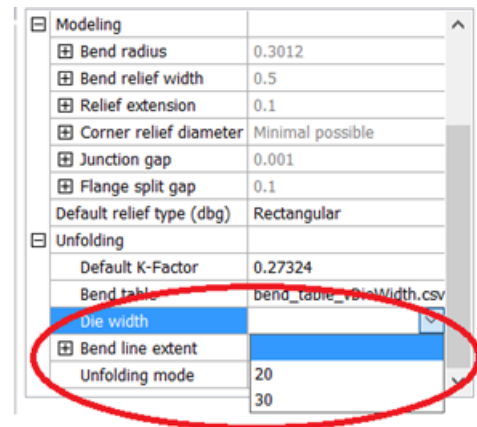 Modeling
Bend radius 0.3012
Bend relief width 0.5
Relief extension 0.1
Corner relief diameter Minimal possible
Junction gap 0.001
Flange split gap 0.1
Default relief type (dbg) Rectangular
Unfolding
Default K-Factor 0.27324
Bend table bend_table_vDieWidth.csv
Die width
Bend line extent
Unfolding mode 20
30